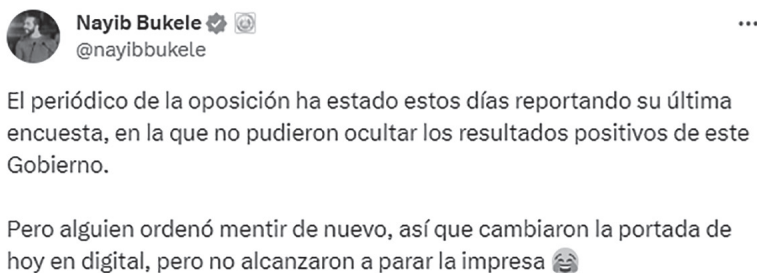 Nayib Bukele
@nayibbukele
El periódico de la oposición ha estado estos días reportando su última
encuesta, en la que no pudieron ocultar los resultados positivos de este
Gobierno.
Pero alguien ordenó mentir de nuevo, así que cambiaron la portada de
hoy en digital, pero no alcanzaron a parar la impresa 🤗